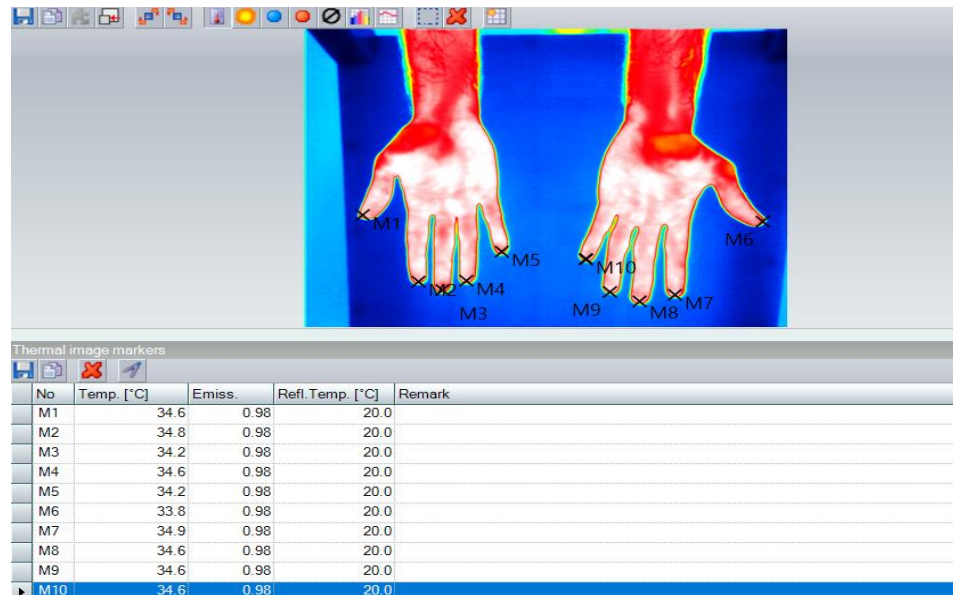 M1
M6
M5
M10
M2
M4
M9
M7
M3
M8
Thermal image markers
No Temp. [°C] Emiss. Refl.Temp. [°C] Remark
M1 34.6 0.98 20.0
M2 34.8 0.98 20.0
M3 34.2 0.98 20.0
M4 34.6 0.98 20.0
M5 34.2 0.98 20.0
M6 33.8 0.98 20.0
M7 34.9 0.98 20.0
M8 34.6 0.98 20.0
M9 34.6 0.98 20.0
M10 34.6 0.98 20.0